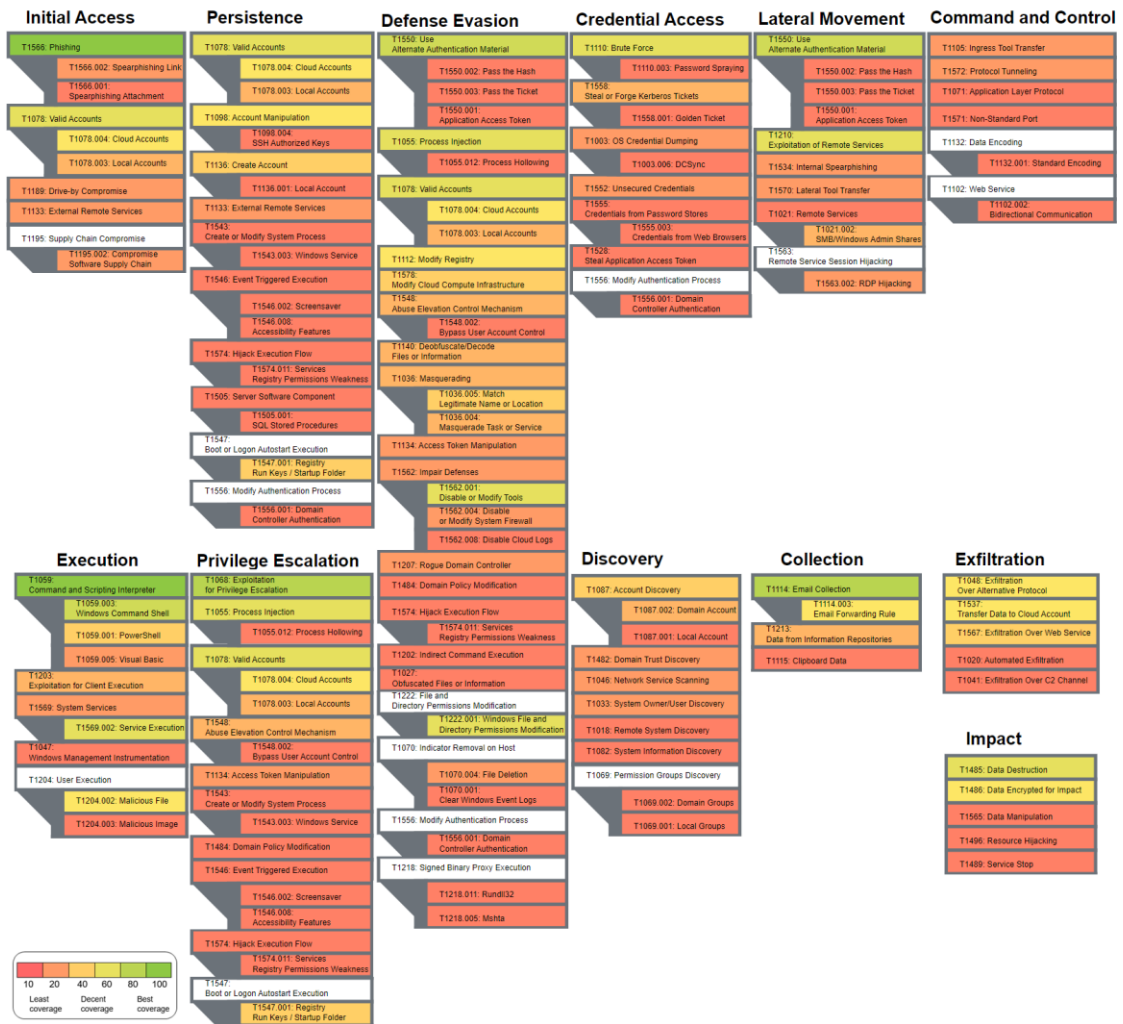 Initial Access
T1566: Phishing
T1566.002: Spearphishing Link
T1566.001:
Spearphishing Attachment
T1078: Valid Accounts
T1078.004: Cloud Accounts
T1078.003: Local Accounts
T1189: Drive-by Compromise
T1133: External Remote Services
T1195: Supply Chain Compromise
T1195.002: Compromise
Software Supply Chain
Persistence
T1078: Valid Accounts
T1078.004: Cloud Accounts
T1078.003: Local Accounts
T1098: Account Manipulation
T1098.004:
SSH Authorized Keys
T1136: Create Account
T1136.001: Local Account
T1133: External Remote Services
T1543:
Create or Modify System Process
T1543.003: Windows Service
T1546: Event Triggered Execution
T1546.002: Screensaver
T1546.008:
Accessibility Features
T1574: Hijack Execution Flow
T1574.011: Services
Registry Permissions Weakness
T1505: Server Software Component
T1505.001:
SQL Stored Procedures
T1547:
Boot or Logon Autostart Execution
T1547.001: Registry
Run Keys / Startup Folder
T1556: Modify Authentication Process
T1556.001: Domain
Controller Authentication
Defense Evasion
T1550: Use
Alternate Authentication Material
T1550.002: Pass the Hash
T1550.003: Pass the Ticket
T1550.001:
Application Access Token
T1055: Process Injection
T1055.012: Process Hollowing
T1078: Valid Accounts
T1078.004: Cloud Accounts
T1078.003: Local Accounts
T1112: Modify Registry
T1578:
Modify Cloud Compute Infrastructure
T1548:
Abuse Elevation Control Mechanism
T1548.002:
Bypass User Account Control
T1140: Deobfuscate/Decode
Files or Information
T1036: Masquerading
T1036.005: Match
Legitimate Name or Location
T1036.004:
Masquerade Task or Service
T1134: Access Token Manipulation
T1562: Impair Defenses
T1562.001:
Disable or Modify Tools
T1562.004: Disable
or Modify System Firewall
T1562.008: Disable Cloud Logs
T1207: Rogue Domain Controller
T1484: Domain Policy Modification
T1574: Hijack Execution Flow
T1574.011: Services
Registry Permissions Weakness
T1202: Indirect Command Execution
T1027:
Obfuscated Files or Information
T1222: File and
Directory Permissions Modification
T1222.001: Windows File and
Directory Permissions Modification
T1070: Indicator Removal on Host
T1070.004: File Deletion
T1070.001:
Clear Windows Event Logs
T1556: Modify Authentication Process
T1556.001: Domain
Controller Authentication
T1218: Signed Binary Proxy Execution
T1218.011: Rundll32
T1218.005: Mshta
Credential Access
T1110: Brute Force
T1110.003: Password Spraying
T1558:
Steal or Forge Kerberos Tickets
T1558.001: Golden Ticket
T1003: OS Credential Dumping
T1003.006: DCSync
T1552: Unsecured Credentials
T1555:
Credentials from Password Stores
T1555.003:
Credentials from Web Browsers
T1528:
Steal Application Access Token
T1556: Modify Authentication Process
T1556.001: Domain
Controller Authentication
Lateral Movement
T1550: Use
Alternate Authentication Material
T1550.002: Pass the Hash
T1550.003: Pass the Ticket
T1550.001:
Application Access Token
T1210:
Exploitation of Remote Services
T1534: Internal Spearphishing
T1570: Lateral Tool Transfer
T1021: Remote Services
T1021.002:
SMB/Windows Admin Shares
T1563:
Remote Service Session Hijacking
T1563.002: RDP Hijacking
Command and Control
T1105: Ingress Tool Transfer
T1572: Protocol Tunneling
T1071: Application Layer Protocol
T1571: Non-Standard Port
T1132: Data Encoding
T1132.001: Standard Encoding
T1102: Web Service
T1102.002:
Bidirectional Communication
Execution
T1059:
Command and Scripting Interpreter
T1059.003:
Windows Command Shell
T1059.001: PowerShell
T1059.005: Visual Basic
T1203:
Exploitation for Client Execution
T1569: System Services
T1569.002: Service Execution
T1047:
Windows Management Instrumentation
T1204: User Execution
T1204.002: Malicious File
T1204.003: Malicious Image
Privilege Escalation
T1068: Exploitation
for Privilege Escalation
T1055: Process Injection
T1055.012: Process Hollowing
T1078: Valid Accounts
T1078.004: Cloud Accounts
T1078.003: Local Accounts
T1548:
Abuse Elevation Control Mechanism
T1548.002:
Bypass User Account Control
T1134: Access Token Manipulation
T1543:
Create or Modify System Process
T1543.003: Windows Service
T1484: Domain Policy Modification
T1546: Event Triggered Execution
T1546.002: Screensaver
T1546.008:
Accessibility Features
T1574: Hijack Execution Flow
T1574.011: Services
Registry Permissions Weakness
T1547:
Boot or Logon Autostart Execution
T1547.001: Registry
Run Keys / Startup Folder
Discovery
T1087: Account Discovery
T1087.002: Domain Account
T1087.001: Local Account
T1482: Domain Trust Discovery
T1046: Network Service Scanning
T1033: System Owner/User Discovery
T1018: Remote System Discovery
T1082: System Information Discovery
T1069: Permission Groups Discovery
T1069.002: Domain Groups
T1069.001: Local Groups
Collection
T1114: Email Collection
T1114.003:
Email Forwarding Rule
T1213:
Data from Information Repositories
T1115: Clipboard Data
Exfiltration
T1048: Exfiltration
Over Alternative Protocol
T1537:
Transfer Data to Cloud Account
T1567: Exfiltration Over Web Service
T1020: Automated Exfiltration
T1041: Exfiltration Over C2 Channel
Impact
T1485: Data Destruction
T1486: Data Encrypted for Impact
T1565: Data Manipulation
T1496: Resource Hijacking
T1489: Service Stop
10 20 40 60 80 100
Least Decent Best
coverage coverage coverage